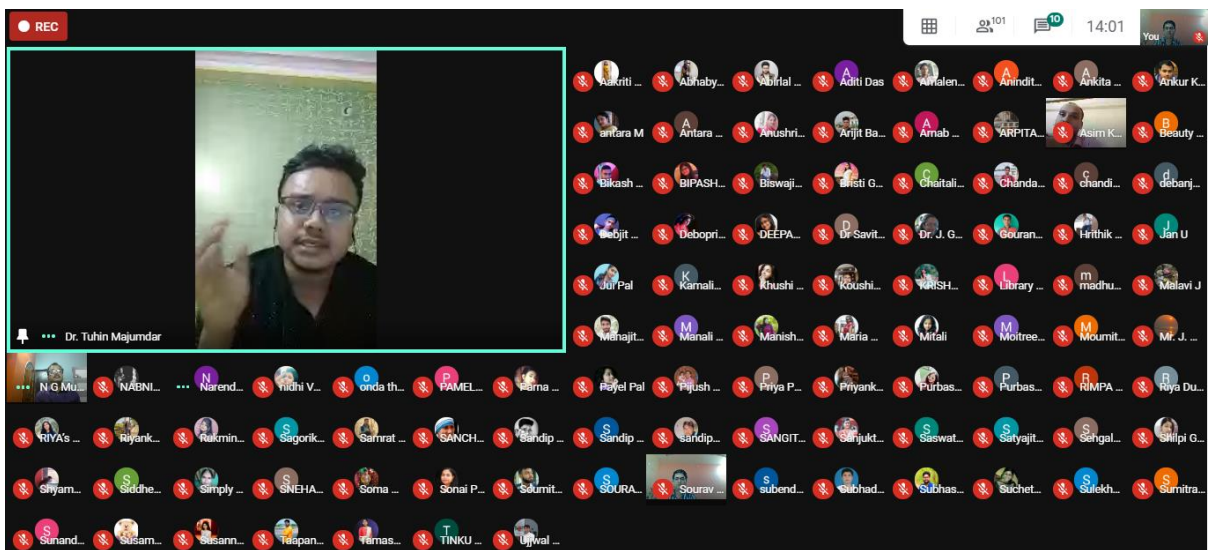 REC
101
10
14:01
You
Dr. Tuhin Majumdar
Aakriti ...
Abhaby...
Abirlal ...
A
Aditi Das
Amalen...
A
Anindit...
A
Ankita ...
Ankur K...
antara M
A
Antara ...
Anushri...
Arijit Ba...
A
Arnab ...
ARPITA...
Asim K...
B
Beauty ...
Bikash ...
BIPASH...
Biswaji...
Bristi G...
C
Chaitali...
Chanda...
c
chandi...
d
debanj...
Debjit ...
Debopri...
DEEPA...
D
Dr Savit...
Dr. J. G...
Gouran...
Hrithik ...
J
Jan U
Jui Pal
K
Kamali...
Khushi ...
Koushi...
KRISH...
L
Library ...
m
madhu...
Malavi J
Manajit...
M
Manali ...
Manish...
Maria ...
Mitali
M
Moitree...
M
Moumit...
Mr. J. ...
N G Mu...
NABNI...
N
Narend...
nidhi V...
o
onda th...
P
PAMEL...
Parna ...
Payel Pal
Pijush ...
P
Priya P...
Priyank...
Purbas...
P
Purbas...
R
RIMPA ...
R
Riya Du...
RIYA's ...
Riyank...
Rukmin...
S
Sagorik...
Samrat ...
SANCH...
Sandip ...
S
Sandip ...
sandip...
S
SANGIT...
Sanjukt...
S
Saswat...
S
Satyajit...
S
Sehgal...
Shilpi G...
Shyam...
S
Siddhe...
Simply ...
S
SNEHA...
Soma ...
Sonai P...
Soumit...
S
SOURA...
Sourav ...
s
subend...
Subhad...
Subhas...
S
Suchet...
S
Sulekh...
S
Sumitra...
S
Sunand...
Susam...
Susann...
Taapan...
Tamas...
T
TINKU ...
Ujjwal ...